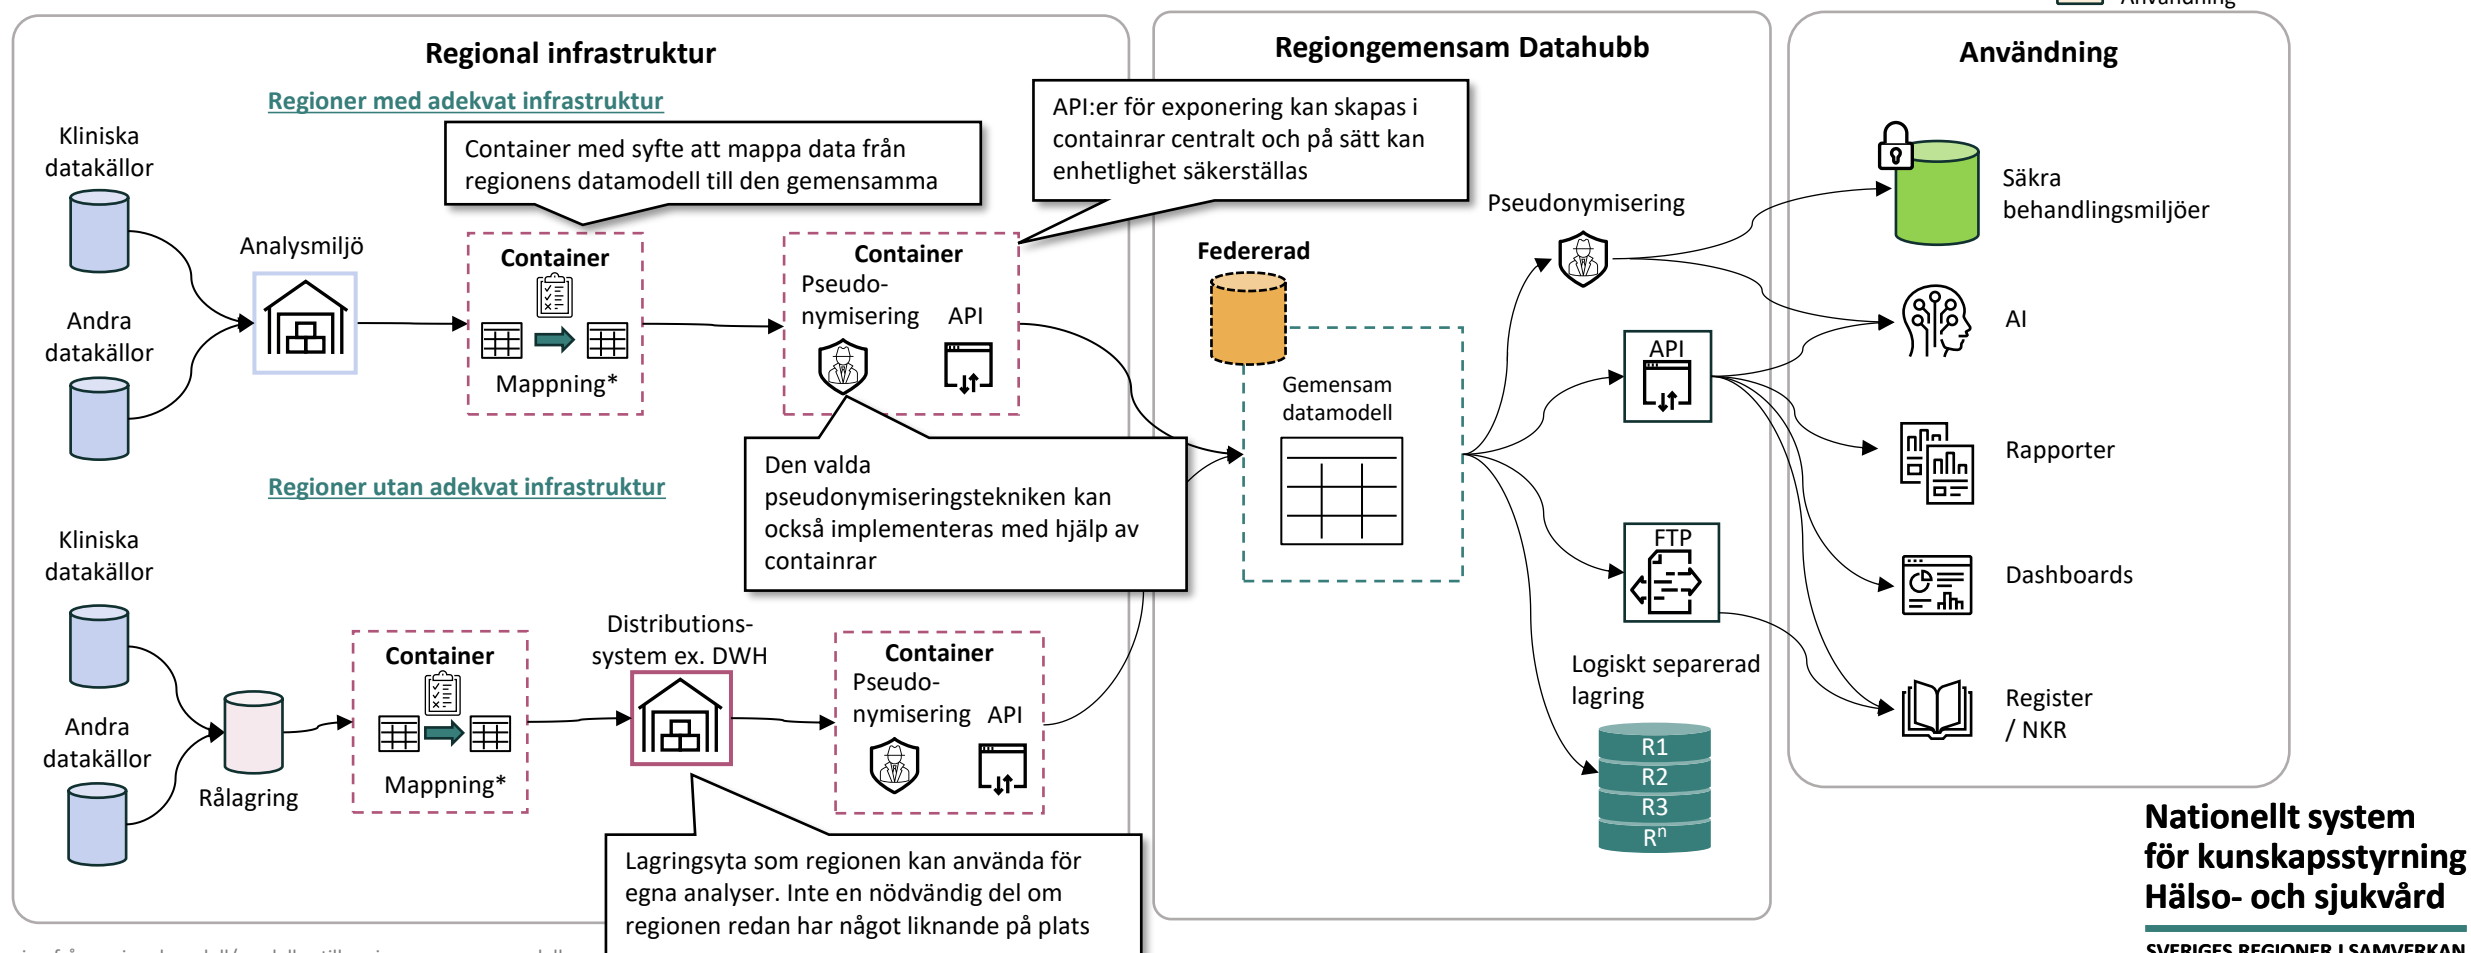 Användning
Regional infrastruktur
Regiongemensam Datahubb
Användning
Regioner med adekvat infrastruktur
Kliniska
datakällor
Andra
datakällor
Analysmiljö
Container med syfte att mappa data från
regionens datamodell till den gemensamma
Container
Mappning*
API:er för exponering kan skapas i
containrar centralt och på sätt kan
enhetlighet säkerställas
Container
Pseudo-
nymisering
API
Den valda
pseudonymiseringstekniken kan
också implementeras med hjälp av
containrar
Regioner utan adekvat infrastruktur
Kliniska
datakällor
Andra
datakällor
Rålagring
Container
Mappning*
Distributions-
system ex. DWH
Container
Pseudo-
nymisering
API
Lagringsyta som regionen kan använda för
egna analyser. Inte en nödvändig del om
regionen redan har något liknande på plats
Federerad
Gemensam
datamodell
Pseudonymisering
API
FTP
Logiskt separerad
lagring
R1
R2
R3
Rⁿ
Säkra
behandlingsmiljöer
AI
Rapporter
Dashboards
Register
/ NKR
Nationellt system
för kunskapsstyrning
Hälso- och sjukvård
SVERIGES REGIONER I SAMVERKAN